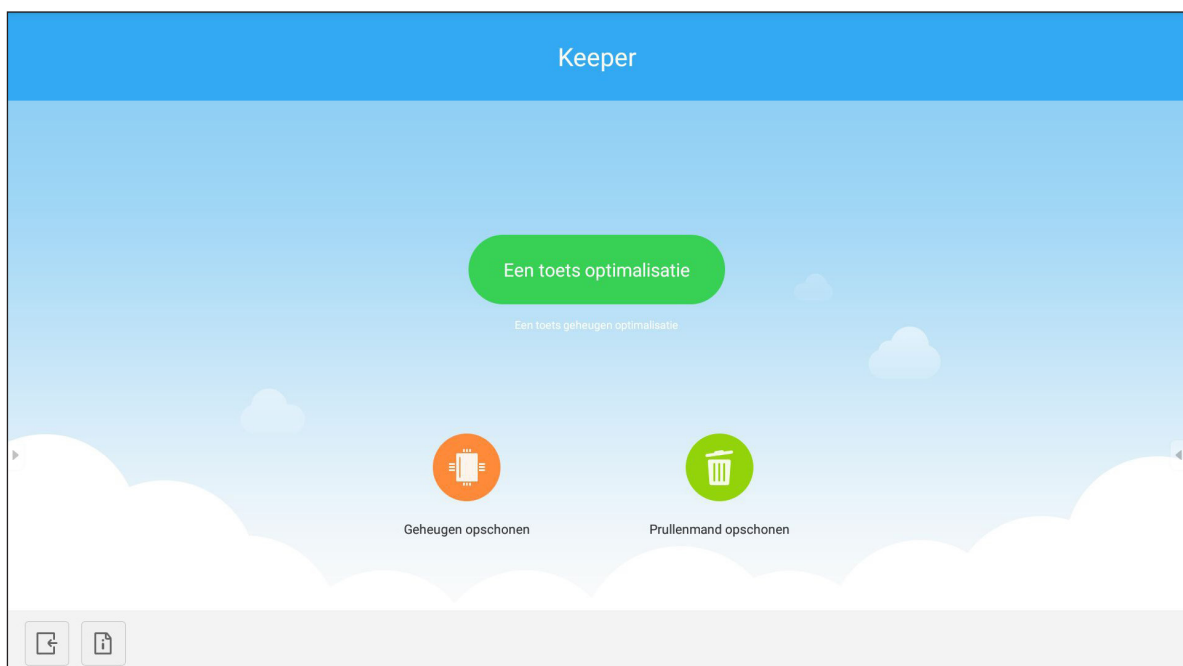 Keeper
Een toets optimalisatie
Een toets geheugen optimalisatie
Geheugen opschonen
Prullenmand opschonen